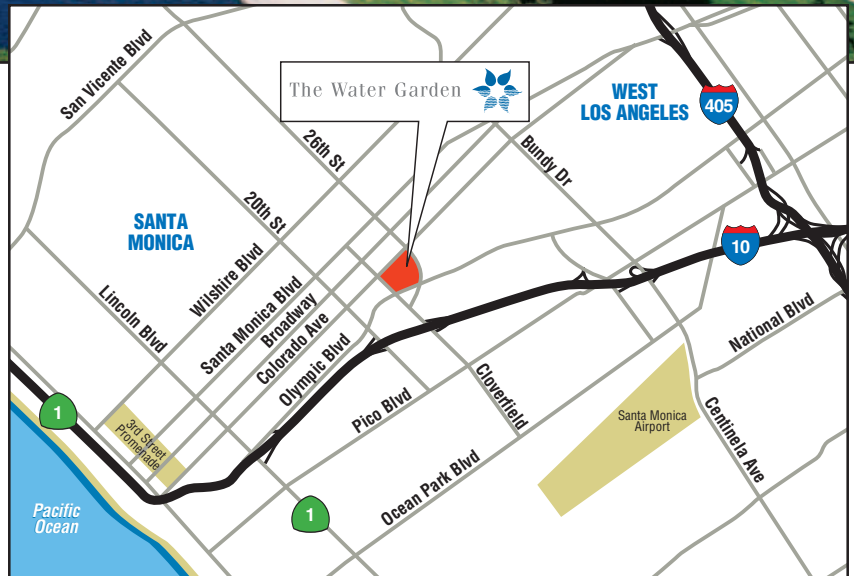 San Vicente Blvd
The Water Garden
WEST
LOS ANGELES
405
26th St
Bundy Dr
20th St
SANTA
MONICA
10
Wilshire Blvd
Lincoln Blvd
Santa Monica Blvd
Broadway
Colorado Ave
Olympic Blvd
National Blvd
Cloverfield
Pico Blvd
1
3rd Street
Promenade
Santa Monica
Airport
Centinela Ave
Ocean Park Blvd
Pacific
Ocean
1